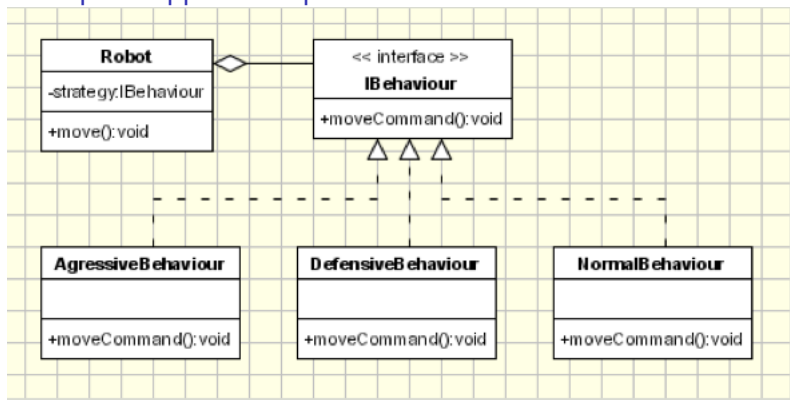 Robot
-strategy:IBehaviour
+move():void
<< interface >>
IBehaviour
+moveCommand():void
AgressiveBehaviour
+moveCommand():void
DefensiveBehaviour
+moveCommand():void
NormalBehaviour
+moveCommand():void